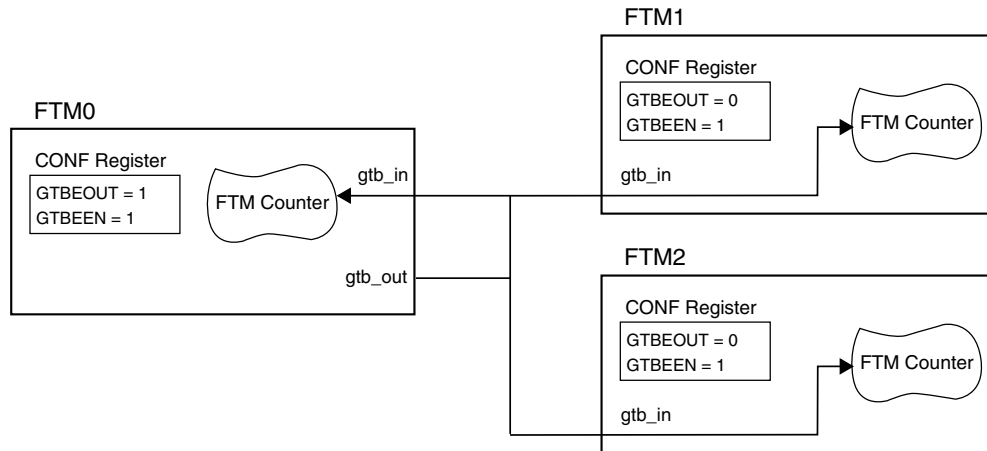 FTM0
CONF Register
GTBEOUT = 1
GTBEEN = 1
FTM Counter
gtb_in
gtb_out
FTM1
CONF Register
GTBEOUT = 0
GTBEEN = 1
FTM Counter
gtb_in
FTM2
CONF Register
GTBEOUT = 0
GTBEEN = 1
FTM Counter
gtb_in